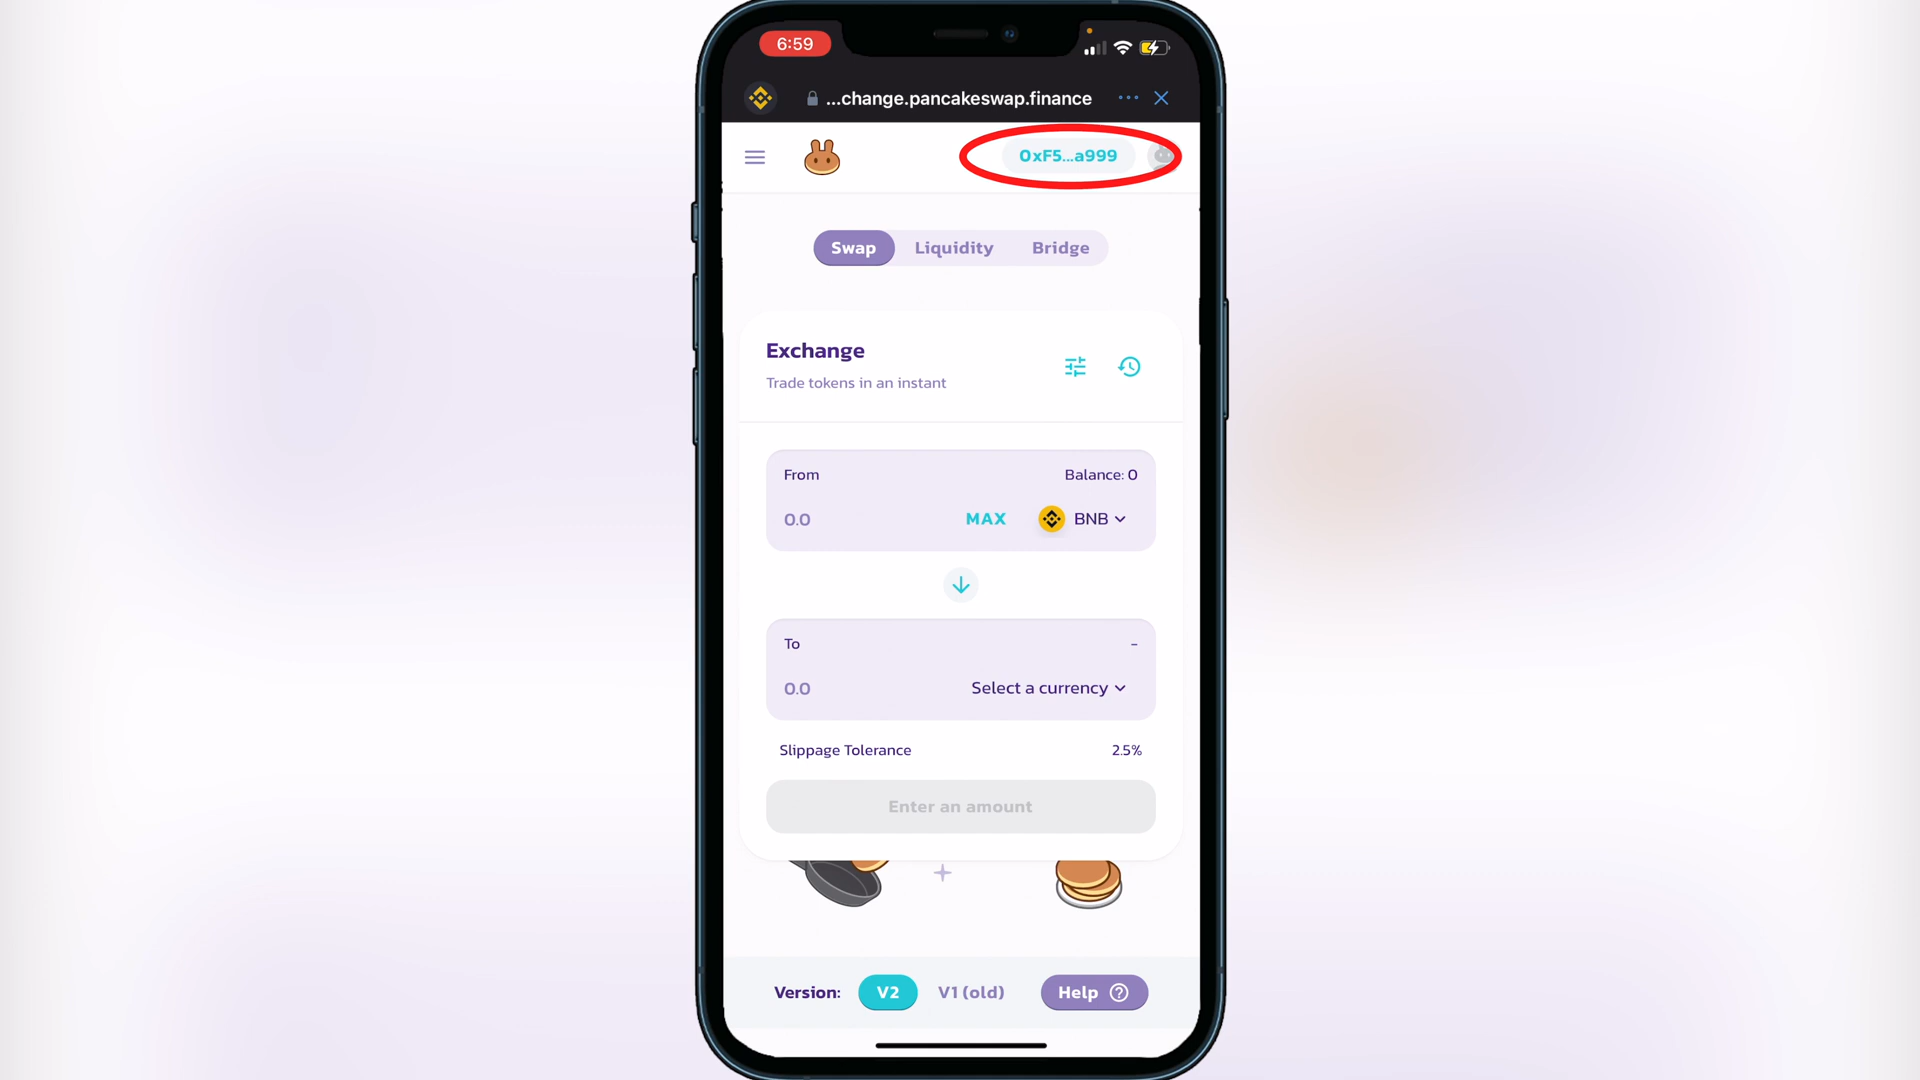 6:59
...change.pancakeswap.finance
0xF5...a999
Swap Liquidity Bridge
Exchange
Trade tokens in an instant
From Balance: 0
0.0 MAX BNB
To -
0.0 Select a currency
Slippage Tolerance 2.5%
Enter an amount
Version: V2 V1 (old) Help ?